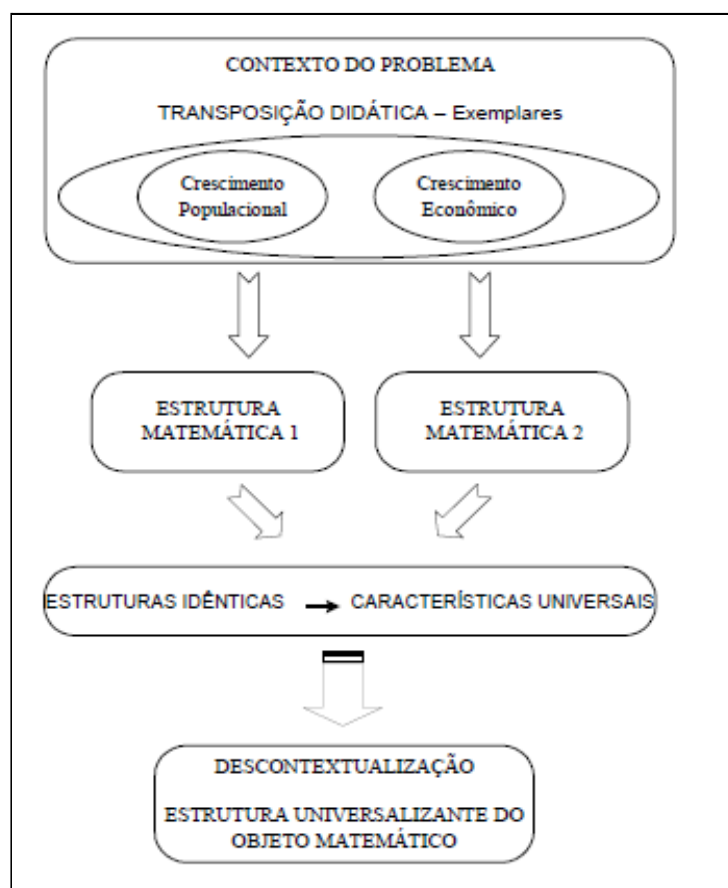 CONTEXTO DO PROBLEMA
TRANSPOSIÇÃO DIDÁTICA – Exemplares
Crescimento
Populacional
Crescimento
Econômico
ESTRUTURA
MATEMÁTICA 1
ESTRUTURA
MATEMÁTICA 2
ESTRUTURAS IDÊNTICAS → CARACTERÍSTICAS UNIVERSAIS
DESCONTEXTUALIZAÇÃO
ESTRUTURA UNIVERSALIZANTE DO
OBJETO MATEMÁTICO